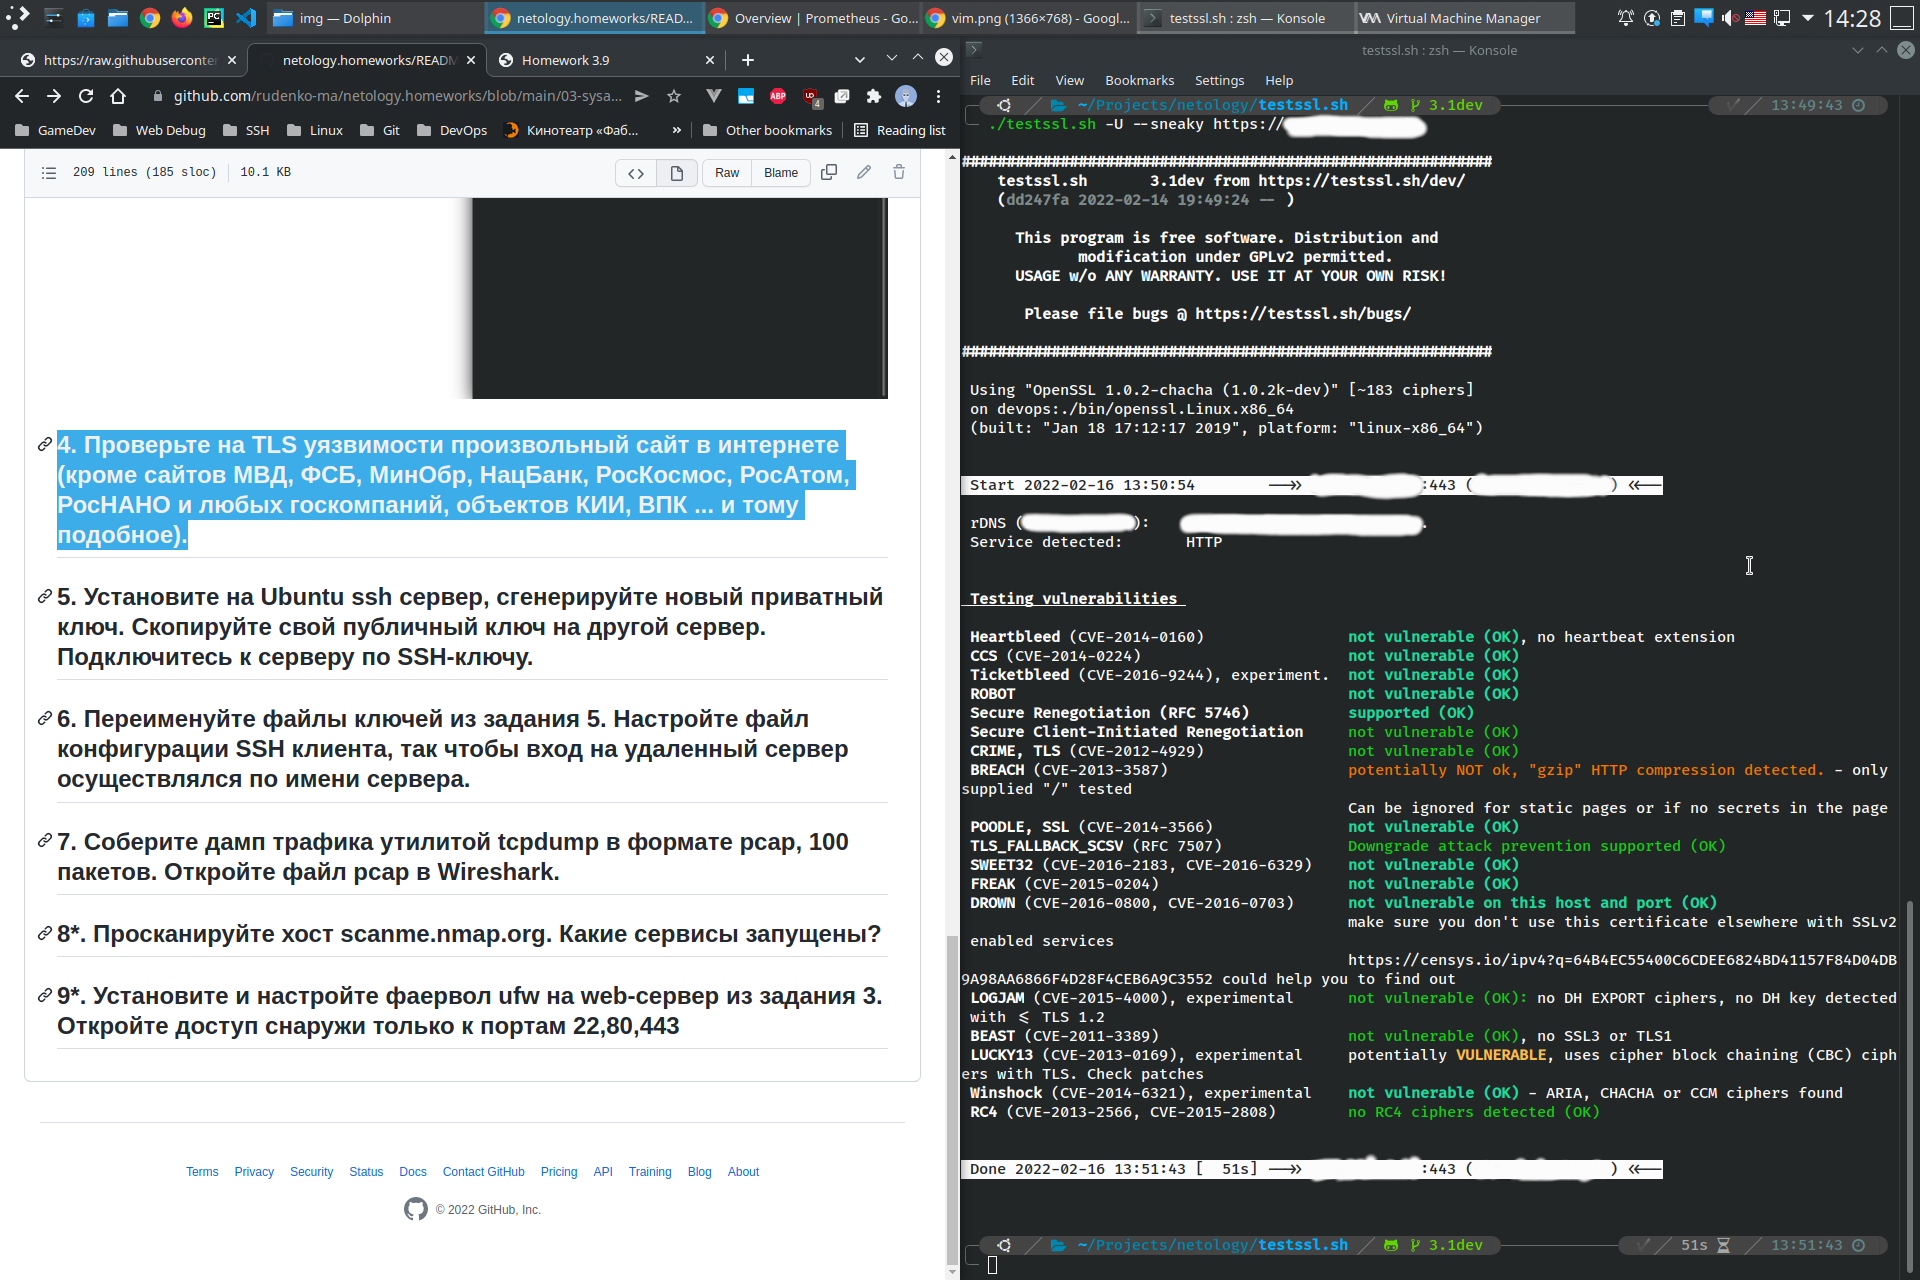 img — Dolphin
netology.homeworks/READ...
Overview | Prometheus - Go...
vim.png (1366×768) - Googl...
testssl.sh : zsh — Konsole
Virtual Machine Manager
14:28
https://raw.githubuserconte
netology.homeworks/READM
Homework 3.9
github.com/rudenko-ma/netology.homeworks/blob/main/03-sysa...
ABP
4
GameDev
Web Debug
SSH
Linux
Git
DevOps
Кинотеатр «Фаб...
»
Other bookmarks
Reading list
209 lines (185 sloc)
10.1 KB
Raw
Blame
4. Проверьте на TLS уязвимости произвольный сайт в интернете
(кроме сайтов МВД, ФСБ, МинОбр, НацБанк, РосКосмос, РосАтом,
РосНАНО и любых госкомпаний, объектов КИИ, ВПК ... и тому
подобное).
5. Установите на Ubuntu ssh сервер, сгенерируйте новый приватный
ключ. Скопируйте свой публичный ключ на другой сервер.
Подключитесь к серверу по SSH-ключу.
6. Переименуйте файлы ключей из задания 5. Настройте файл
конфигурации SSH клиента, так чтобы вход на удаленный сервер
осуществлялся по имени сервера.
7. Соберите дамп трафика утилитой tcpdump в формате pcap, 100
пакетов. Откройте файл pcap в Wireshark.
8*. Просканируйте хост scanme.nmap.org. Какие сервисы запущены?
9*. Установите и настройте фаервол ufw на web-сервер из задания 3.
Откройте доступ снаружи только к портам 22,80,443
Terms Privacy Security Status Docs Contact GitHub Pricing API Training Blog About
© 2022 GitHub, Inc.
testssl.sh : zsh — Konsole
File Edit View Bookmarks Settings Help
~/Projects/netology/testssl.sh 3.1dev 13:49:43
./testssl.sh -U --sneaky https://
###########################################################
testssl.sh 3.1dev from https://testssl.sh/dev/
(dd247fa 2022-02-14 19:49:24 -- )
This program is free software. Distribution and
modification under GPLv2 permitted.
USAGE w/o ANY WARRANTY. USE IT AT YOUR OWN RISK!
Please file bugs @ https://testssl.sh/bugs/
###########################################################
Using "OpenSSL 1.0.2-chacha (1.0.2k-dev)" [~183 ciphers]
on devops:./bin/openssl.Linux.x86_64
(built: "Jan 18 17:12:17 2019", platform: "linux-x86_64")
Start 2022-02-16 13:50:54 -->> :443 ( ) <<--
rDNS ( ): .
Service detected: HTTP
Testing vulnerabilities
Heartbleed (CVE-2014-0160) not vulnerable (OK), no heartbeat extension
CCS (CVE-2014-0224) not vulnerable (OK)
Ticketbleed (CVE-2016-9244), experiment. not vulnerable (OK)
ROBOT not vulnerable (OK)
Secure Renegotiation (RFC 5746) supported (OK)
Secure Client-Initiated Renegotiation not vulnerable (OK)
CRIME, TLS (CVE-2012-4929) not vulnerable (OK)
BREACH (CVE-2013-3587) potentially NOT ok, "gzip" HTTP compression detected. - only
supplied "/" tested
Can be ignored for static pages or if no secrets in the page
POODLE, SSL (CVE-2014-3566) not vulnerable (OK)
TLS_FALLBACK_SCSV (RFC 7507) Downgrade attack prevention supported (OK)
SWEET32 (CVE-2016-2183, CVE-2016-6329) not vulnerable (OK)
FREAK (CVE-2015-0204) not vulnerable (OK)
DROWN (CVE-2016-0800, CVE-2016-0703) not vulnerable on this host and port (OK)
make sure you don't use this certificate elsewhere with SSLv2
enabled services
https://censys.io/ipv4?q=64B4EC55400C6CDEE6824BD41157F84D04DB
9A98AA6866F4D28F4CEB6A9C3552 could help you to find out
LOGJAM (CVE-2015-4000), experimental not vulnerable (OK): no DH EXPORT ciphers, no DH key detected
with <= TLS 1.2
BEAST (CVE-2011-3389) not vulnerable (OK), no SSL3 or TLS1
LUCKY13 (CVE-2013-0169), experimental potentially VULNERABLE, uses cipher block chaining (CBC) ciph
ers with TLS. Check patches
Winshock (CVE-2014-6321), experimental not vulnerable (OK) - ARIA, CHACHA or CCM ciphers found
RC4 (CVE-2013-2566, CVE-2015-2808) no RC4 ciphers detected (OK)
Done 2022-02-16 13:51:43 [ 51s] -->> :443 ( ) <<--
~/Projects/netology/testssl.sh 3.1dev 51s 13:51:43